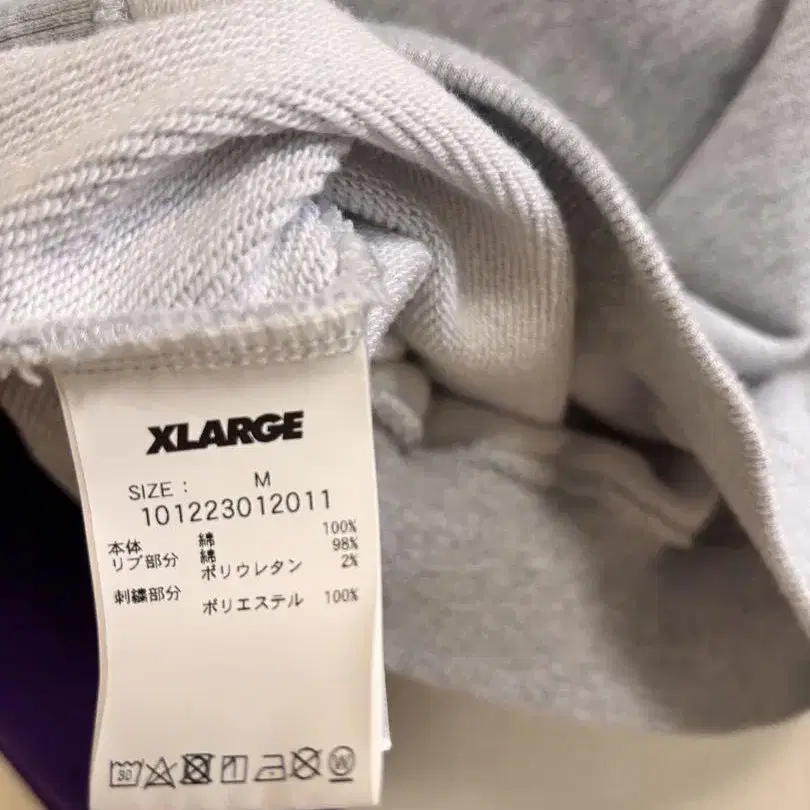 XLARGE
SIZE : M
101223012011
本体 綿 100%
リブ部分 綿 98%
ポリウレタン 2%
刺繍部分 ポリエステル 100%
30 W